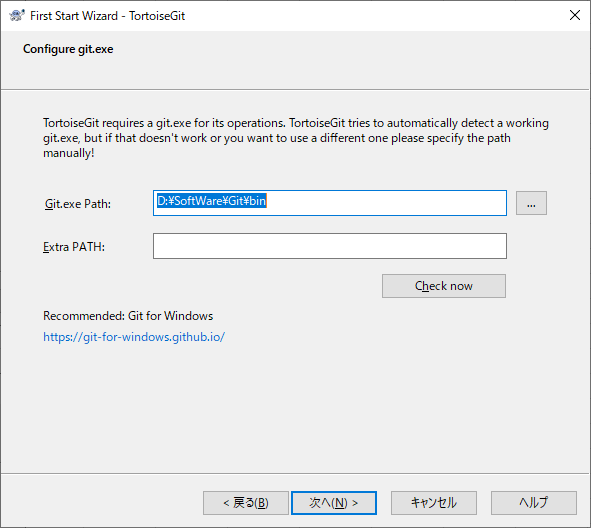 First Start Wizard - TortoiseGit
Configure git.exe
TortoiseGit requires a git.exe for its operations. TortoiseGit tries to automatically detect a working
git.exe, but if that doesn't work or you want to use a different one please specify the path
manually!
Git.exe Path:
D:¥SoftWare¥Git¥bin
...
Extra PATH:
Check now
Recommended: Git for Windows
https://git-for-windows.github.io/
< 戻る(B)
次へ(N) >
キャンセル
ヘルプ